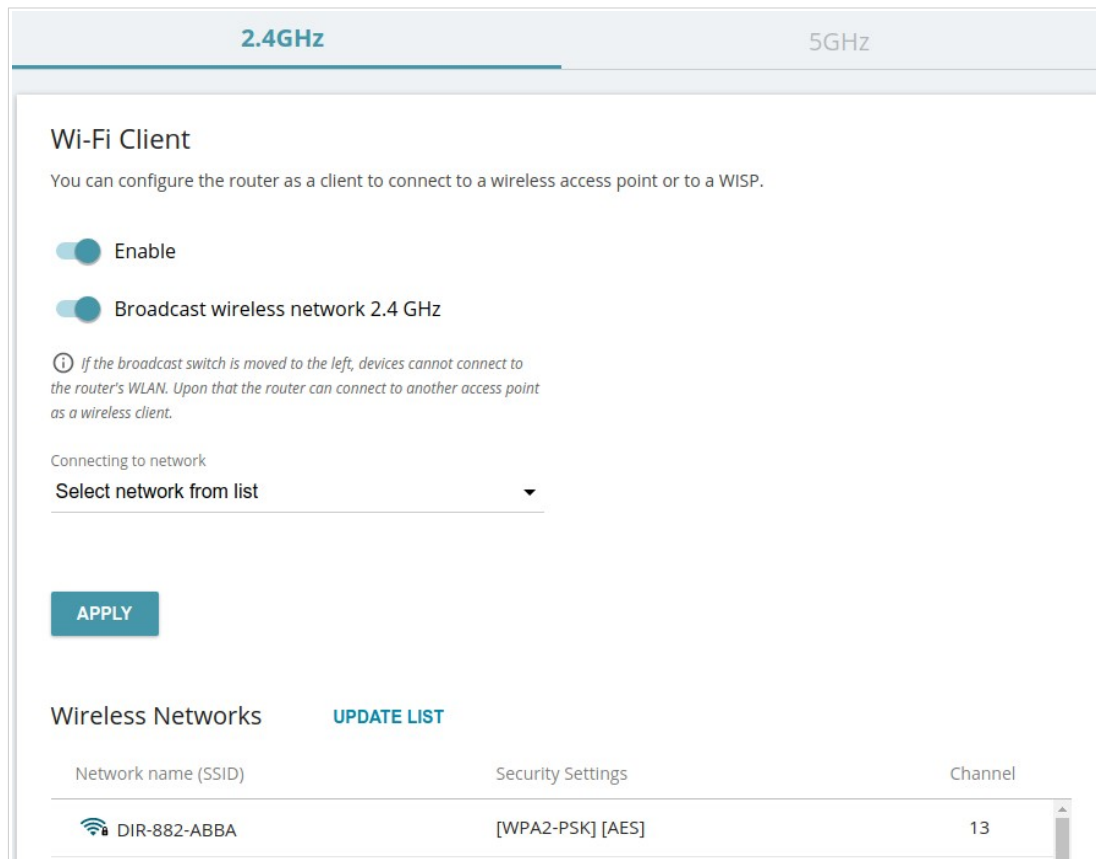 2.4GHz 5GHz
Wi-Fi Client
You can configure the router as a client to connect to a wireless access point or to a WISP.
Enable
Broadcast wireless network 2.4 GHz
If the broadcast switch is moved to the left, devices cannot connect to
the router's WLAN. Upon that the router can connect to another access point
as a wireless client.
Connecting to network
Select network from list
APPLY
Wireless Networks UPDATE LIST
Network name (SSID) Security Settings Channel
DIR-882-ABBA [WPA2-PSK] [AES] 13